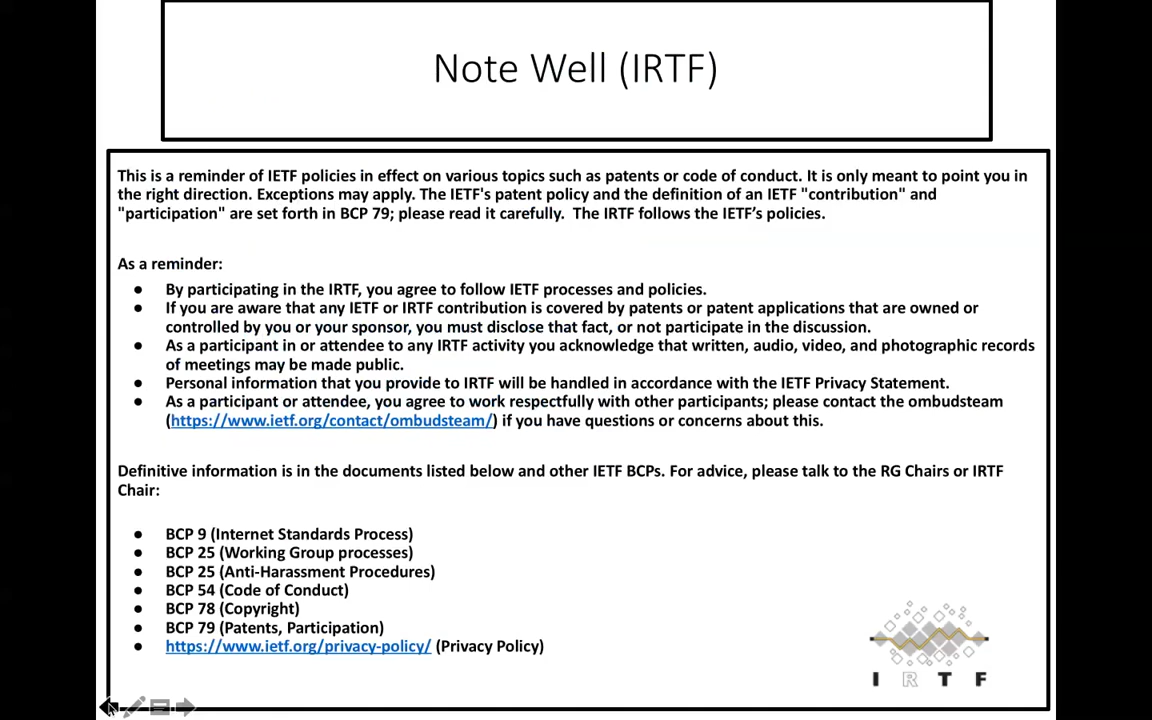 Note Well (IRTF)
This is a reminder of IETF policies in effect on various topics such as patents or code of conduct. It is only meant to point you in
the right direction. Exceptions may apply. The IETF's patent policy and the definition of an IETF "contribution" and
"participation" are set forth in BCP 79; please read it carefully.  The IRTF follows the IETF’s policies.
As a reminder:
● By participating in the IRTF, you agree to follow IETF processes and policies.
● If you are aware that any IETF or IRTF contribution is covered by patents or patent applications that are owned or
controlled by you or your sponsor, you must disclose that fact, or not participate in the discussion.
● As a participant in or attendee to any IRTF activity you acknowledge that written, audio, video, and photographic records
of meetings may be made public.
● Personal information that you provide to IRTF will be handled in accordance with the IETF Privacy Statement.
● As a participant or attendee, you agree to work respectfully with other participants; please contact the ombudsteam
(https://www.ietf.org/contact/ombudsteam/) if you have questions or concerns about this.
Definitive information is in the documents listed below and other IETF BCPs. For advice, please talk to the RG Chairs or IRTF
Chair:
● BCP 9 (Internet Standards Process)
● BCP 25 (Working Group processes)
● BCP 25 (Anti-Harassment Procedures)
● BCP 54 (Code of Conduct)
● BCP 78 (Copyright)
● BCP 79 (Patents, Participation)
● https://www.ietf.org/privacy-policy/ (Privacy Policy)
I R T F